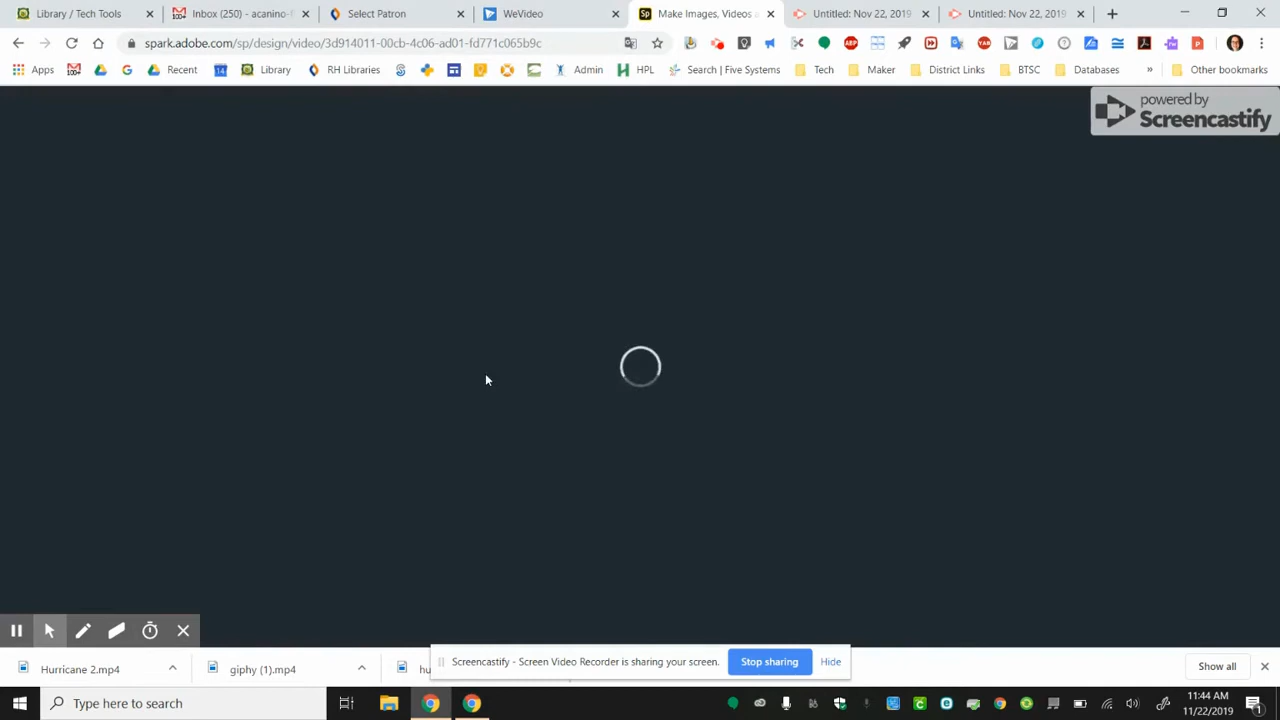 Library / Tech Tools
Inbox (250) - acanino-
Select Patron
WeVideo
Sp
Make Images, Videos a
Untitled: Nov 22, 2019
Untitled: Nov 22, 2019
spark.adobe.com/sp/design/video/3d914011-00cb-4c06-ad01-fd771c065b9c
Apps
100+
Recent
14
Library
RH Libraries
Admin
HPL
Search | Five Systems
Tech
Maker
District Links
BTSC
Databases
»
Other bookmarks
powered by
Screencastify
Hurricane 2.mp4
giphy (1).mp4
hu
Screencastify - Screen Video Recorder is sharing your screen.
Stop sharing
Hide
Show all
Type here to search
11:44 AM
11/22/2019